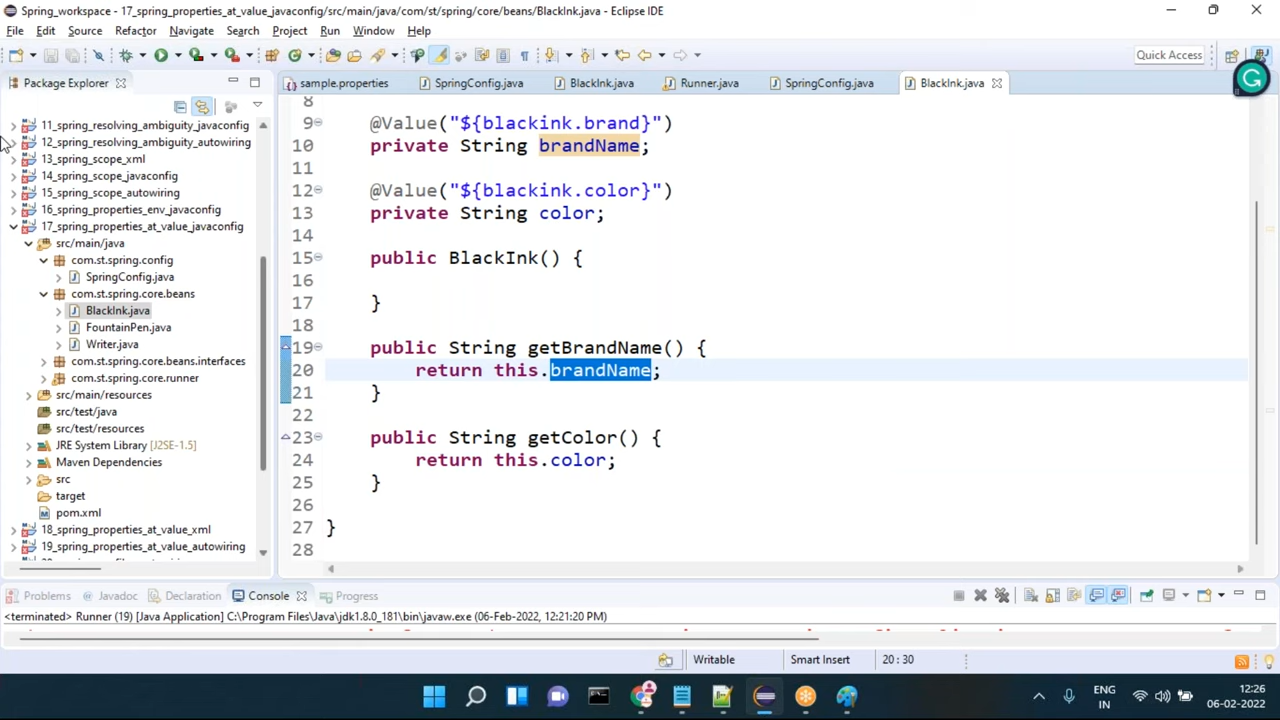 Spring_workspace - 17_spring_properties_at_value_javaconfig/src/main/java/com/st/spring/core/beans/BlackInk.java - Eclipse IDE
File Edit Source Refactor Navigate Search Project Run Window Help
Quick Access
Package Explorer
sample.properties SpringConfig.java BlackInk.java Runner.java SpringConfig.java BlackInk.java
11_spring_resolving_ambiguity_javaconfig
12_spring_resolving_ambiguity_autowiring
13_spring_scope_xml
14_spring_scope_javaconfig
15_spring_scope_autowiring
16_spring_properties_env_javaconfig
17_spring_properties_at_value_javaconfig
src/main/java
com.st.spring.config
SpringConfig.java
com.st.spring.core.beans
BlackInk.java
FountainPen.java
Writer.java
com.st.spring.core.beans.interfaces
com.st.spring.core.runner
src/main/resources
src/test/java
src/test/resources
JRE System Library [J2SE-1.5]
Maven Dependencies
src
target
pom.xml
18_spring_properties_at_value_xml
19_spring_properties_at_value_autowiring
8
9 @Value("${blackink.brand}")
10 private String brandName;
11
12 @Value("${blackink.color}")
13 private String color;
14
15 public BlackInk() {
16
17 }
18
19 public String getBrandName() {
20 return this.brandName;
21 }
22
23 public String getColor() {
24 return this.color;
25 }
26
27 }
28
Problems Javadoc Declaration Console Progress
<terminated> Runner (19) [Java Application] C:\Program Files\Java\jdk1.8.0_181\bin\javaw.exe (06-Feb-2022, 12:21:20 PM)
Writable Smart Insert 20 : 30
ENG
IN
12:26
06-02-2022